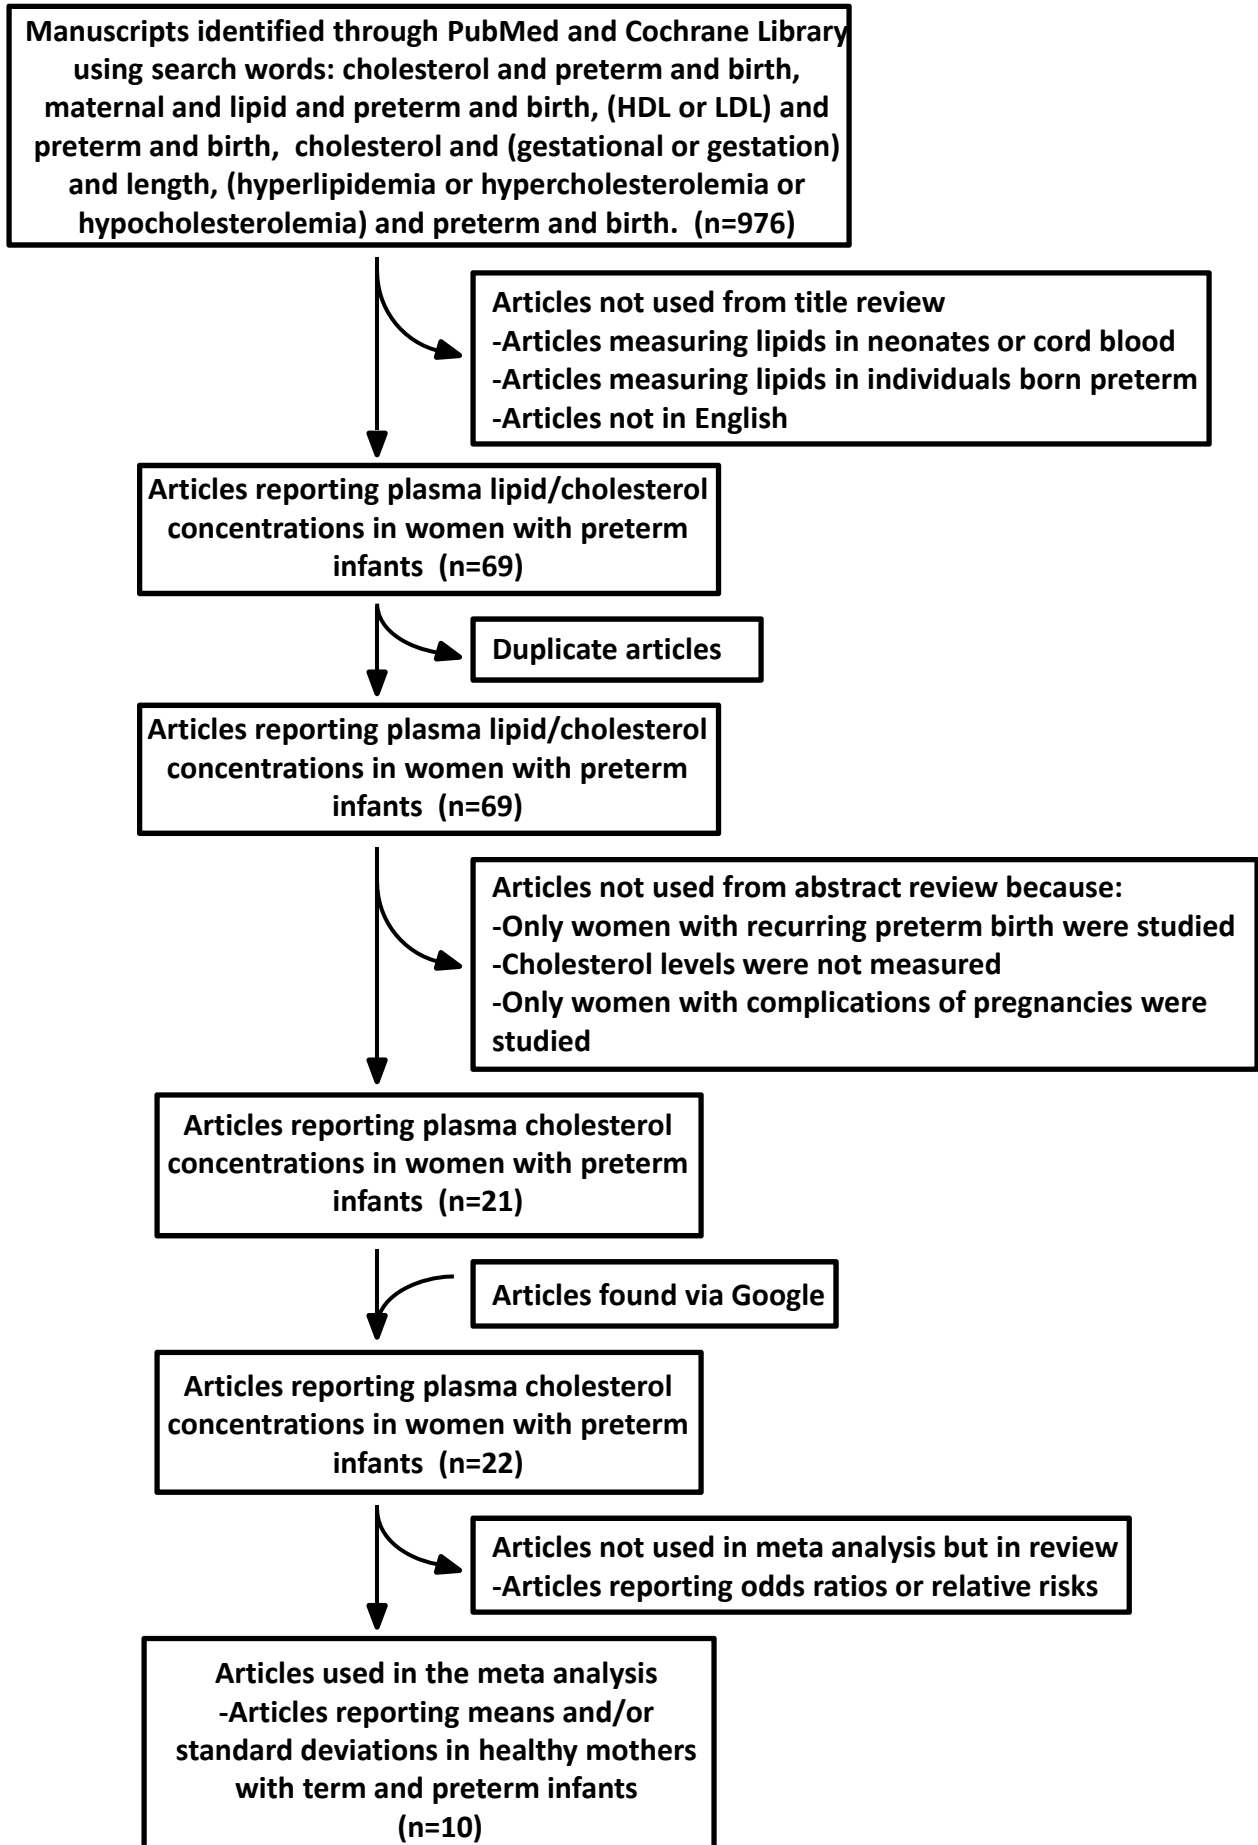 Manuscripts identified through PubMed and Cochrane Library
using search words: cholesterol and preterm and birth,
maternal and lipid and preterm and birth, (HDL or LDL) and
preterm and birth, cholesterol and (gestational or gestation)
and length, (hyperlipidemia or hypercholesterolemia or
hypocholesterolemia) and preterm and birth. (n=976)
Articles not used from title review
-Articles measuring lipids in neonates or cord blood
-Articles measuring lipids in individuals born preterm
-Articles not in English
Articles reporting plasma lipid/cholesterol
concentrations in women with preterm
infants (n=69)
Duplicate articles
Articles reporting plasma lipid/cholesterol
concentrations in women with preterm
infants (n=69)
Articles not used from abstract review because:
-Only women with recurring preterm birth were studied
-Cholesterol levels were not measured
-Only women with complications of pregnancies were
studied
Articles reporting plasma cholesterol
concentrations in women with preterm
infants (n=21)
Articles found via Google
Articles reporting plasma cholesterol
concentrations in women with preterm
infants (n=22)
Articles not used in meta analysis but in review
-Articles reporting odds ratios or relative risks
Articles used in the meta analysis
-Articles reporting means and/or
standard deviations in healthy mothers
with term and preterm infants
(n=10)